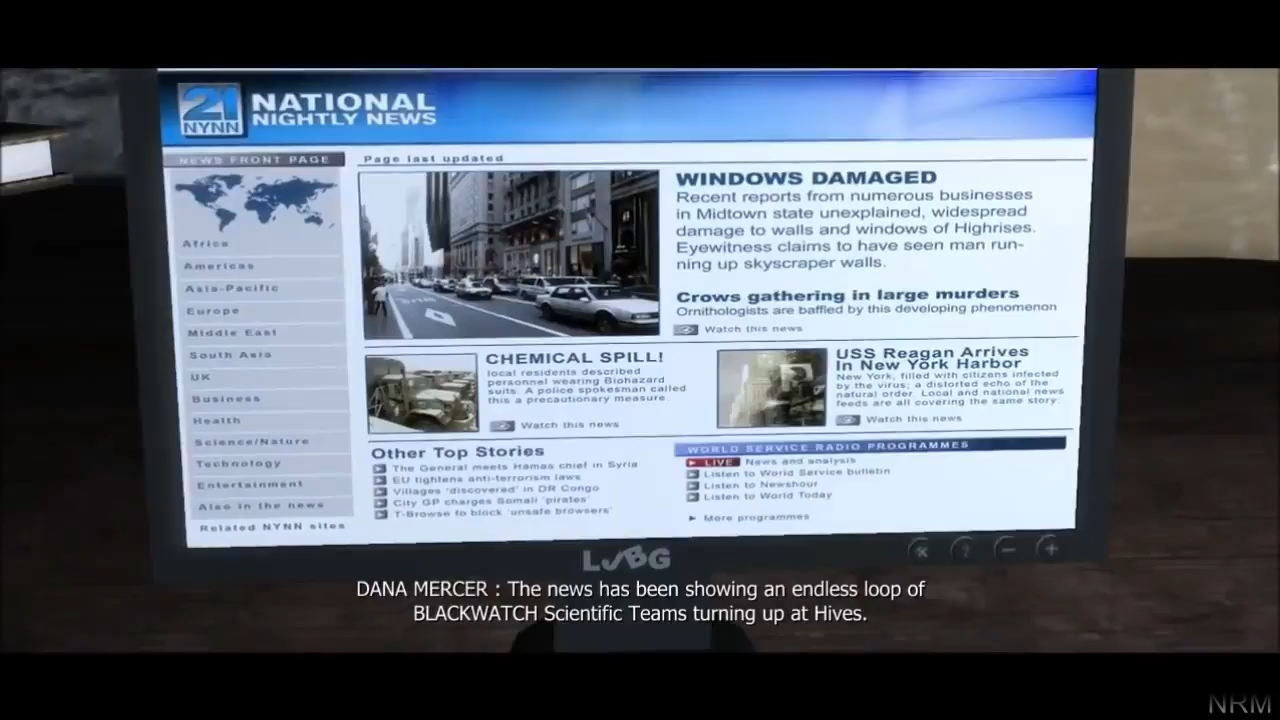 21
NYNN
NATIONAL
NIGHTLY NEWS
NEWS FRONT PAGE
Page last updated
Africa
Americas
Asia-Pacific
Europe
Middle East
South Asia
UK
Business
Health
Science/Nature
Technology
Entertainment
Also in the news
Related NYNN sites
WINDOWS DAMAGED
Recent reports from numerous businesses
in Midtown state unexplained, widespread
damage to walls and windows of Highrises.
Eyewitness claims to have seen man run-
ning up skyscraper walls.
Crows gathering in large murders
Ornithologists are baffled by this developing phenomenon
Watch this news
CHEMICAL SPILL!
local residents described
personnel wearing Biohazard
suits. A police spokesman called
this a precautionary measure.
Watch this news
USS Reagan Arrives
In New York Harbor
New York, filled with citizens infected
by the virus; a distorted echo of the
natural order. Local and national news
feeds are all covering the same story
Watch this news
Other Top Stories
The General meets Hamas chief in Syria
EU tightens anti-terrorism laws
Villages 'discovered' in DR Congo
City GP charges Somali 'pirates'
T-Browse to block 'unsafe browsers'
WORLD SERVICE RADIO PROGRAMMES
LIVE News and analysis
Listen to World Service bulletin
Listen to Newshour
Listen to World Today
More programmes
DANA MERCER : The news has been showing an endless loop of
BLACKWATCH Scientific Teams turning up at Hives.
NRM